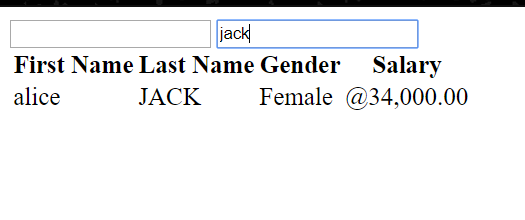 jack
First Name Last Name Gender Salary
alice JACK Female @34,000.00